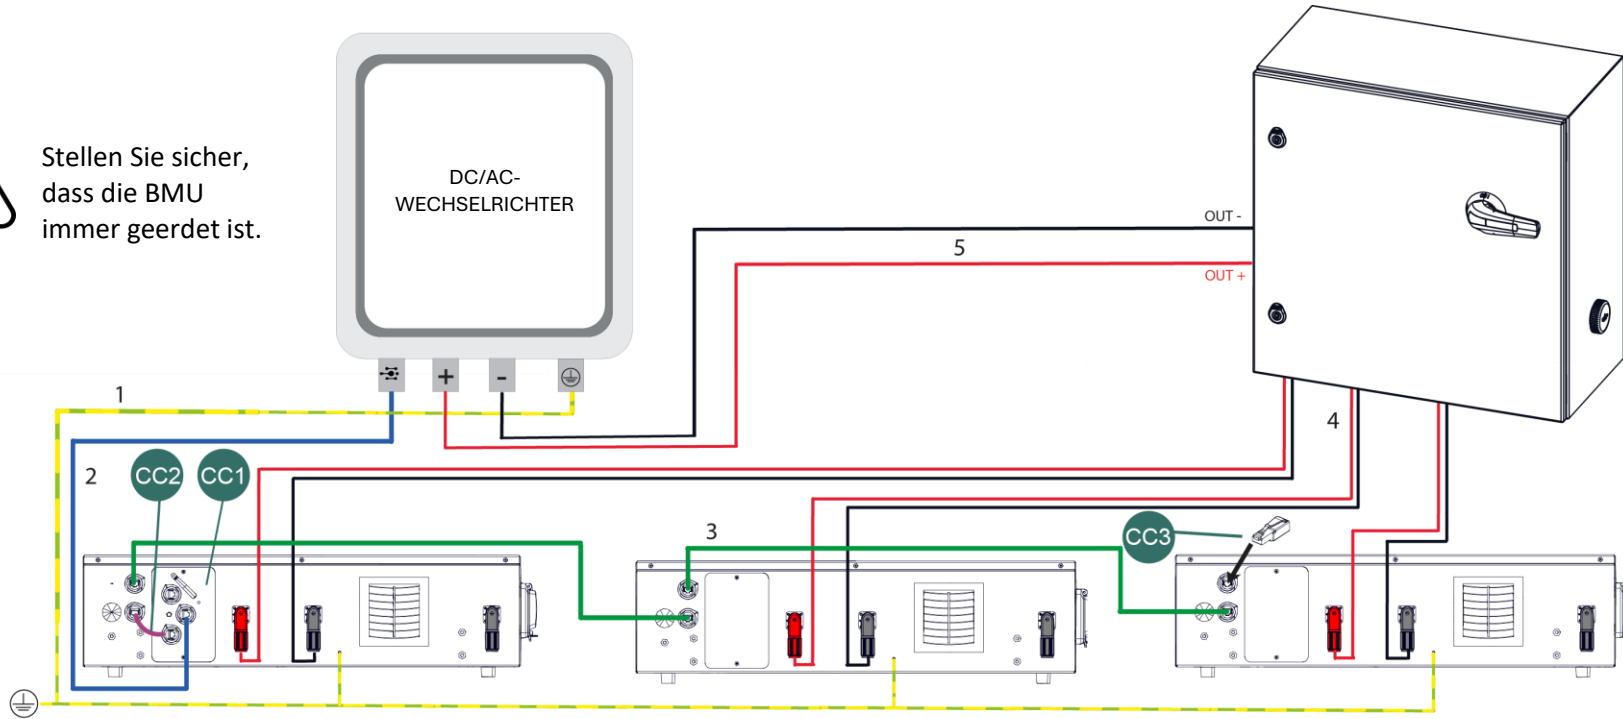 Stellen Sie sicher,
dass die BMU
immer geerdet ist.
DC/AC-
WECHSELRICHTER
OUT -
5
OUT +
+
-
1
4
2
CC2
CC1
3
CC3